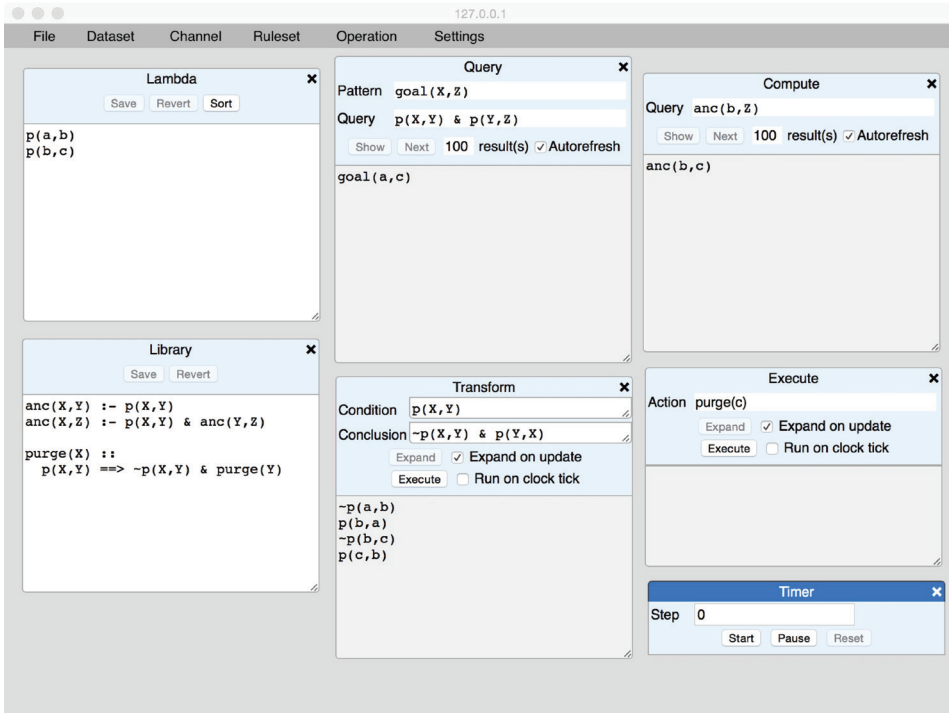 127.0.0.1
File Dataset Channel Ruleset Operation Settings
Lambda
Save Revert Sort
p(a,b)
p(b,c)
Library
Save Revert
anc(X,Y) :- p(X,Y)
anc(X,Z) :- p(X,Y) & anc(Y,Z)
purge(X) ::
p(X,Y) ==> ~p(X,Y) & purge(Y)
Query
Pattern goal(X,Z)
Query p(X,Y) & p(Y,Z)
Show Next 100 result(s) Autorefresh
goal(a,c)
Transform
Condition p(X,Y)
Conclusion ~p(X,Y) & p(Y,X)
Expand Expand on update
Execute Run on clock tick
~p(a,b)
p(b,a)
~p(b,c)
p(c,b)
Compute
Query anc(b,Z)
Show Next 100 result(s) Autorefresh
anc(b,c)
Execute
Action purge(c)
Expand Expand on update
Execute Run on clock tick
Timer
Step 0
Start Pause Reset